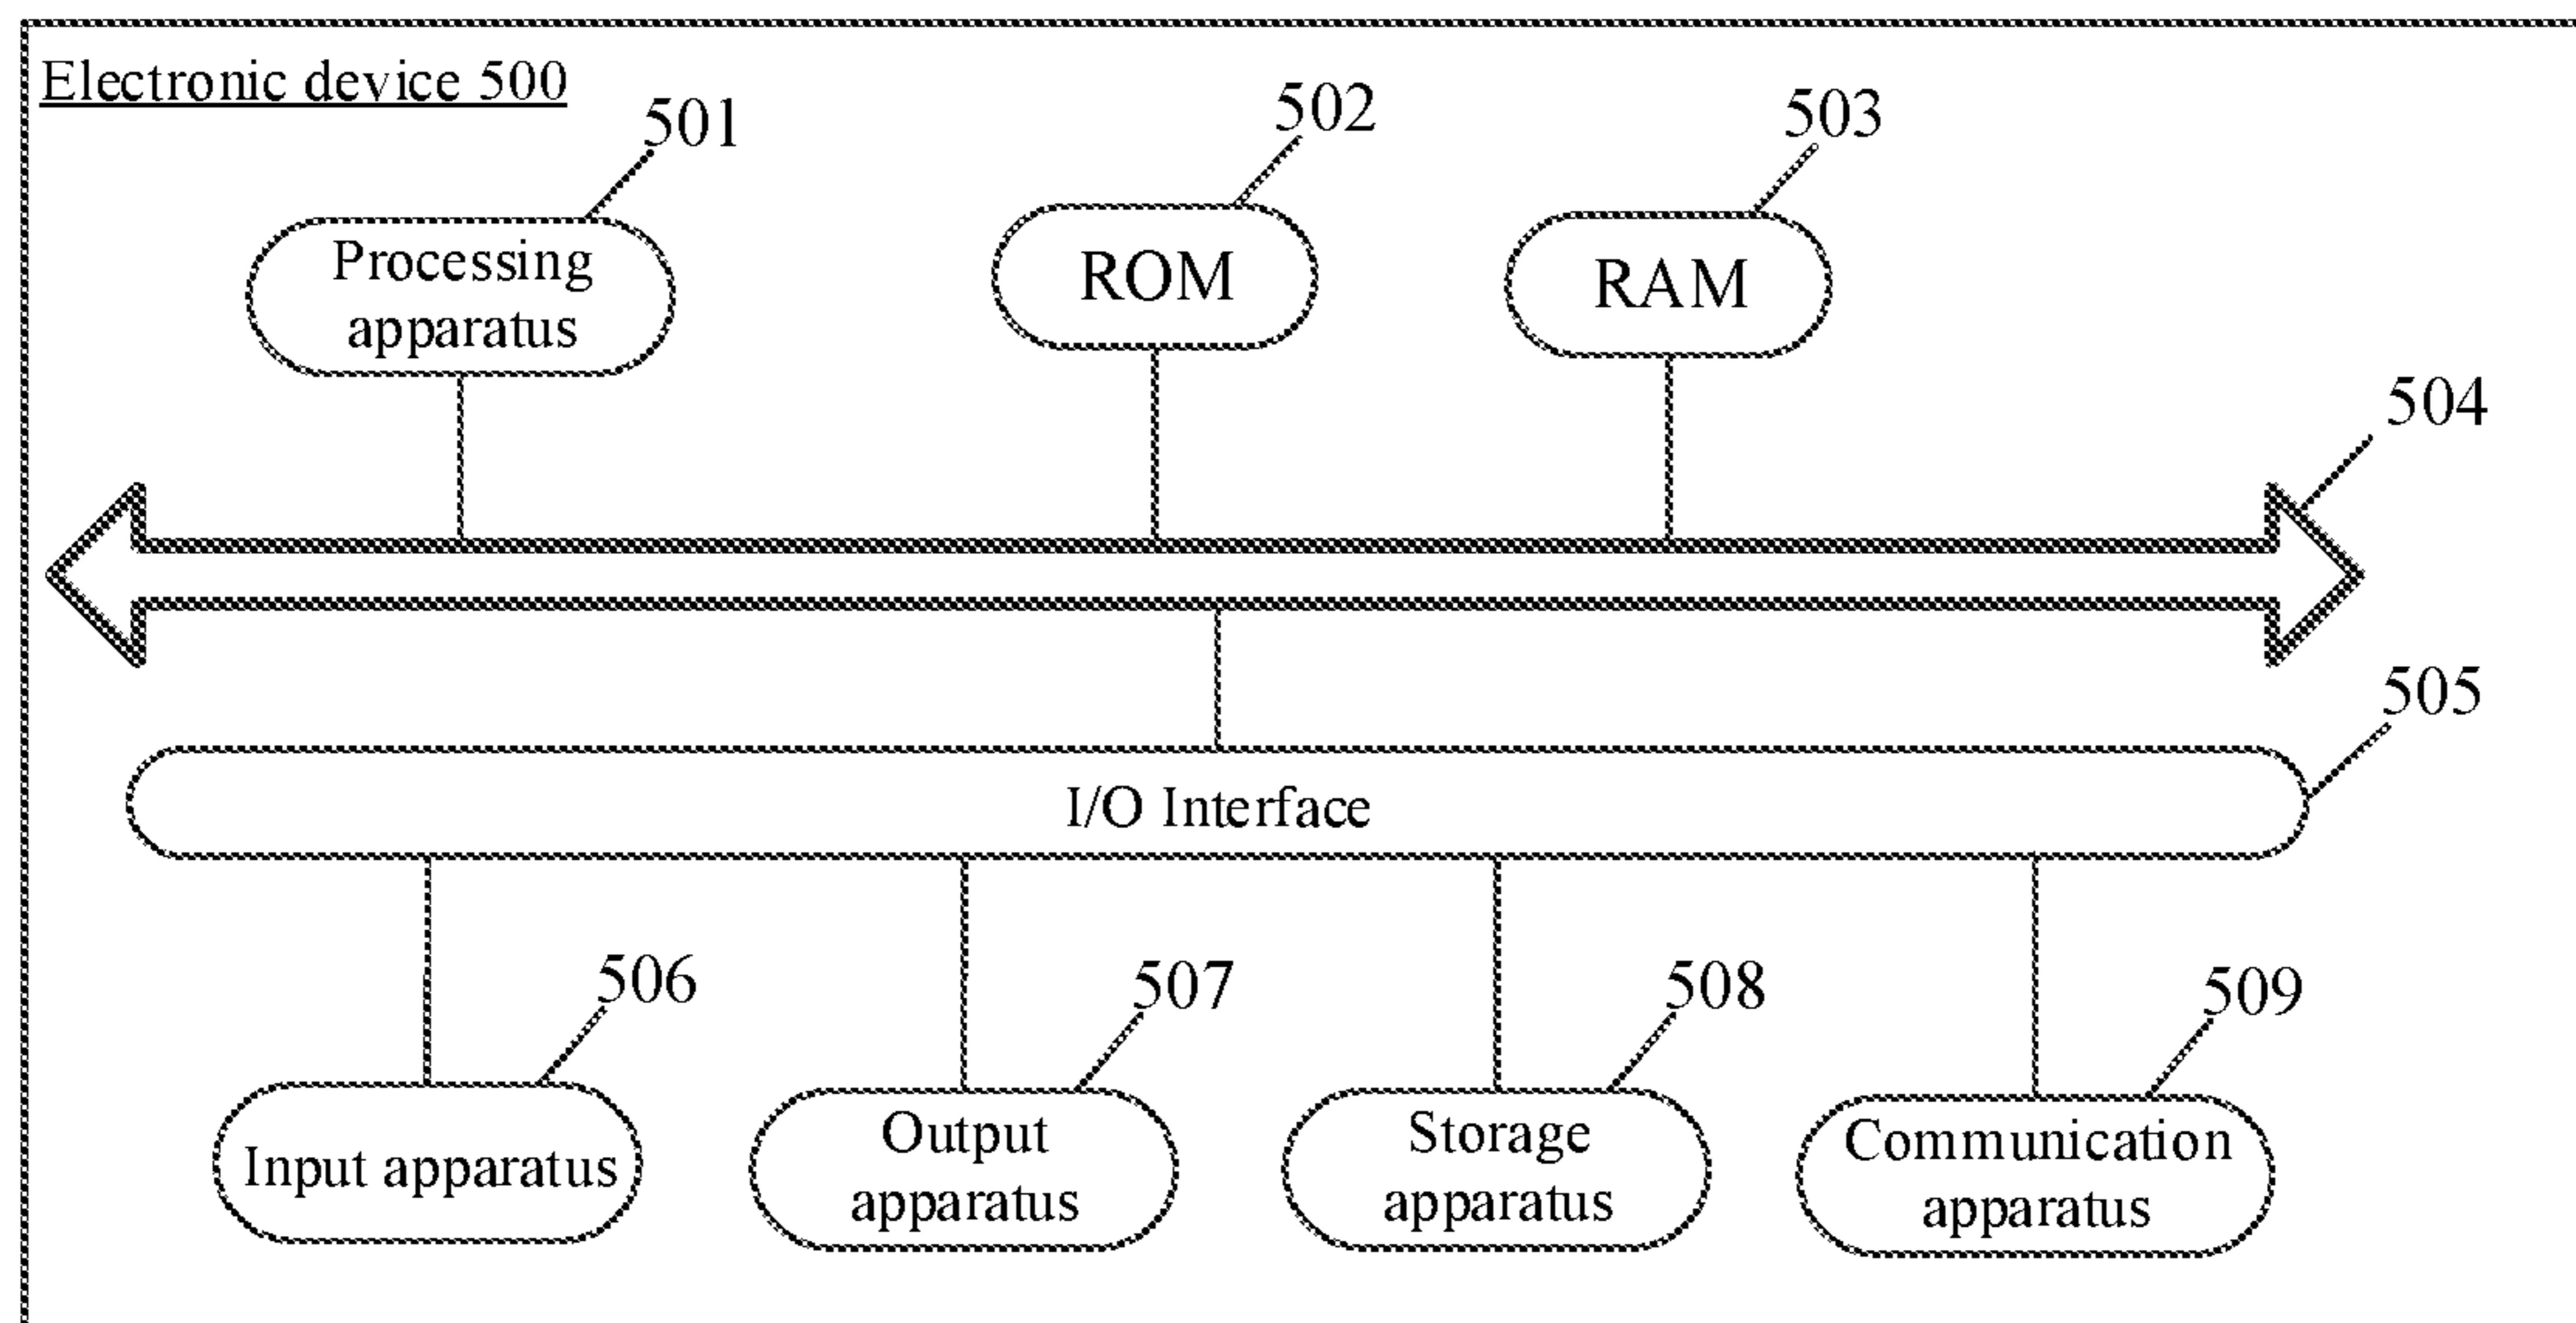 Electronic device 500
501
502
503
Processing
apparatus
ROM
RAM
504
505
I/O Interface
506
507
508
509
Input apparatus
Output
apparatus
Storage
apparatus
Communication
apparatus